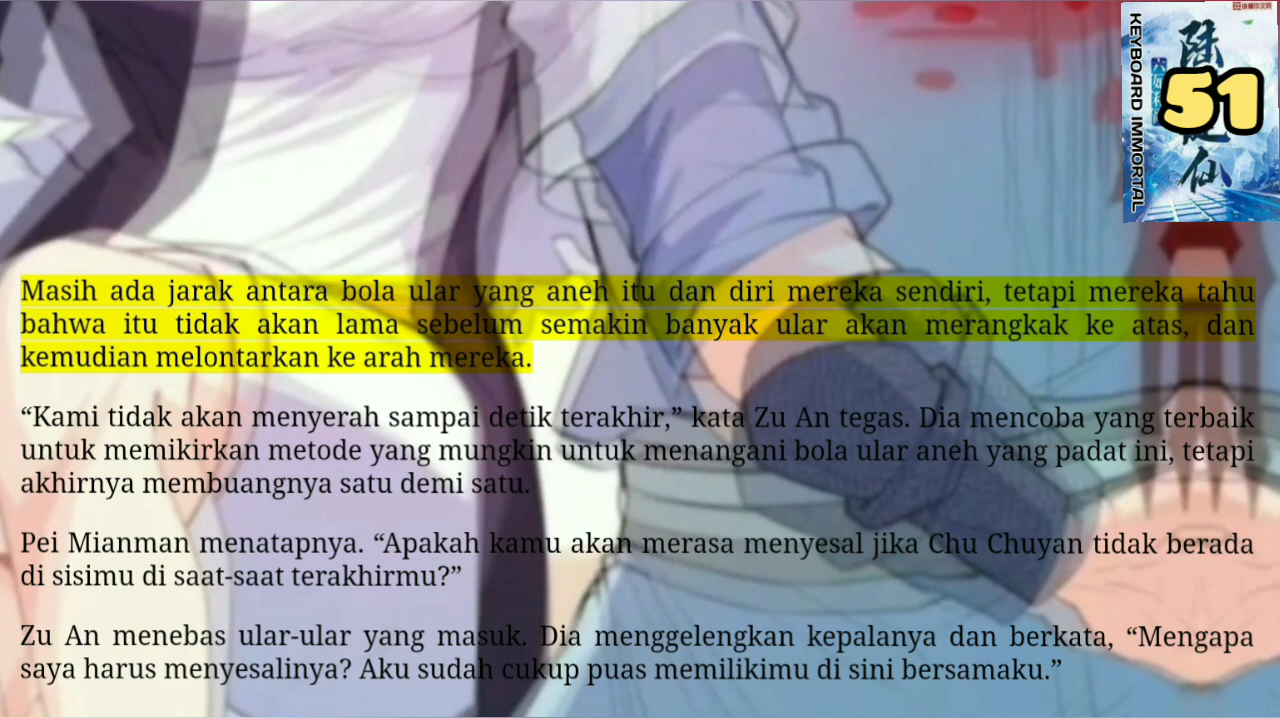 KEYBOARD IMMORTAL
51
仙
Masih ada jarak antara bola ular yang aneh itu dan diri mereka sendiri, tetapi mereka tahu
bahwa itu tidak akan lama sebelum semakin banyak ular akan merangkak ke atas, dan
kemudian melontarkan ke arah mereka.
“Kami tidak akan menyerah sampai detik terakhir,” kata Zu An tegas. Dia mencoba yang terbaik
untuk memikirkan metode yang mungkin untuk menangani bola ular aneh yang padat ini, tetapi
akhirnya membuangnya satu demi satu.
Pei Mianman menatapnya. “Apakah kamu akan merasa menyesal jika Chu Chuyan tidak berada
di sisimu di saat-saat terakhirmu?”
Zu An menebas ular-ular yang masuk. Dia menggelengkan kepalanya dan berkata, “Mengapa
saya harus menyesalinya? Aku sudah cukup puas memilikimu di sini bersamaku.”